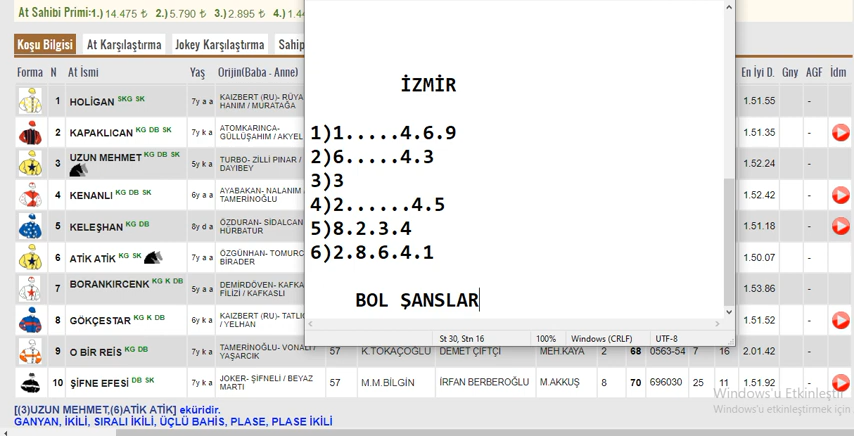 At Sahibi Primi:1.) 14.475 ₺ 2.) 5.790 ₺ 3.) 2.895 ₺ 4.) 1.44
Koşu Bilgisi At Karşılaştırma Jokey Karşılaştırma Sahip
Forma N At İsmi Yaş Orijin(Baba - Anne) En İyi D. Gny AGF İdm
1 HOLİGAN SKG SK 7y a a KAIZBERT (RU)- RÜYA HANIM / MURATAĞA 1.51.55 -
2 KAPAKLICAN KG DB SK 7y k a ATOMKARINCA- GÜLLÜŞAHIM / AKYEL 1.51.35 -
3 UZUN MEHMET KG DB SK 5y k a TURBO- ZİLLİ PINAR / DAYIBEY 1.52.24 -
4 KENANLI KG DB SK 6y a a AYABAKAN- NALANIM / TAMERİNOĞLU 1.52.42 -
5 KELEŞHAN KG DB 8y d a ÖZDURAN- SİDALCAN HÜRBATUR 1.51.18 -
6 ATİK ATİK KG SK 7y a a ÖZGÜNHAN- TOMURC BİRADER 1.50.07 -
7 BORANKIRCENK KG K DB 5y a a DEMİRDÖVEN- KAFKA FİLİZİ / KAFKASLI 1.53.86 -
8 GÖKÇESTAR KG K DB 6y k a KAIZBERT (RU)- TATLI / YELHAN 1.51.52 -
9 O BİR REİS KG DB 7y k a TAMERİNOĞLU- VONALI YAŞARCIK 57 K.TOKAÇOĞLU DEMET ÇİFTÇİ MEH.KAYA 2 68 0563-54 7 16 2.01.42 -
10 ŞİFNE EFESİ DB SK 7y k a JOKER- ŞİFNELİ / BEYAZ MARTI 57 M.M.BİLGİN İRFAN BERBEROĞLU M.AKKUŞ 8 70 696030 25 11 1.51.92 -
[(3)UZUN MEHMET,(6)ATİK ATİK] eküridir.
GANYAN, İKİLİ, SIRALI İKİLİ, ÜÇLÜ BAHİS, PLASE, PLASE İKİLİ
İZMİR
1)1.....4.6.9
2)6.....4.3
3)3
4)2......4.5
5)8.2.3.4
6)2.8.6.4.1
BOL ŞANSLAR
St 30, Stn 16 100% Windows (CRLF) UTF-8
Windows'u Etkinleştir
Windows'u etkinleştirmek için